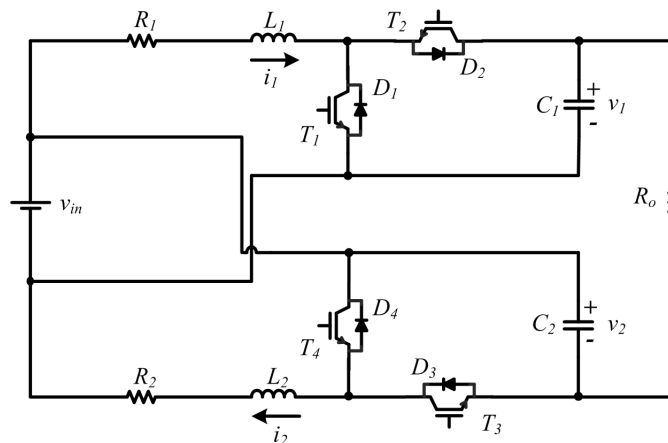 R1
L1
T2
i1
D2
D1
T1
C1
+
v1
-
vin
Ro
D4
T4
C2
+
v2
-
R2
L2
D3
i2
T3